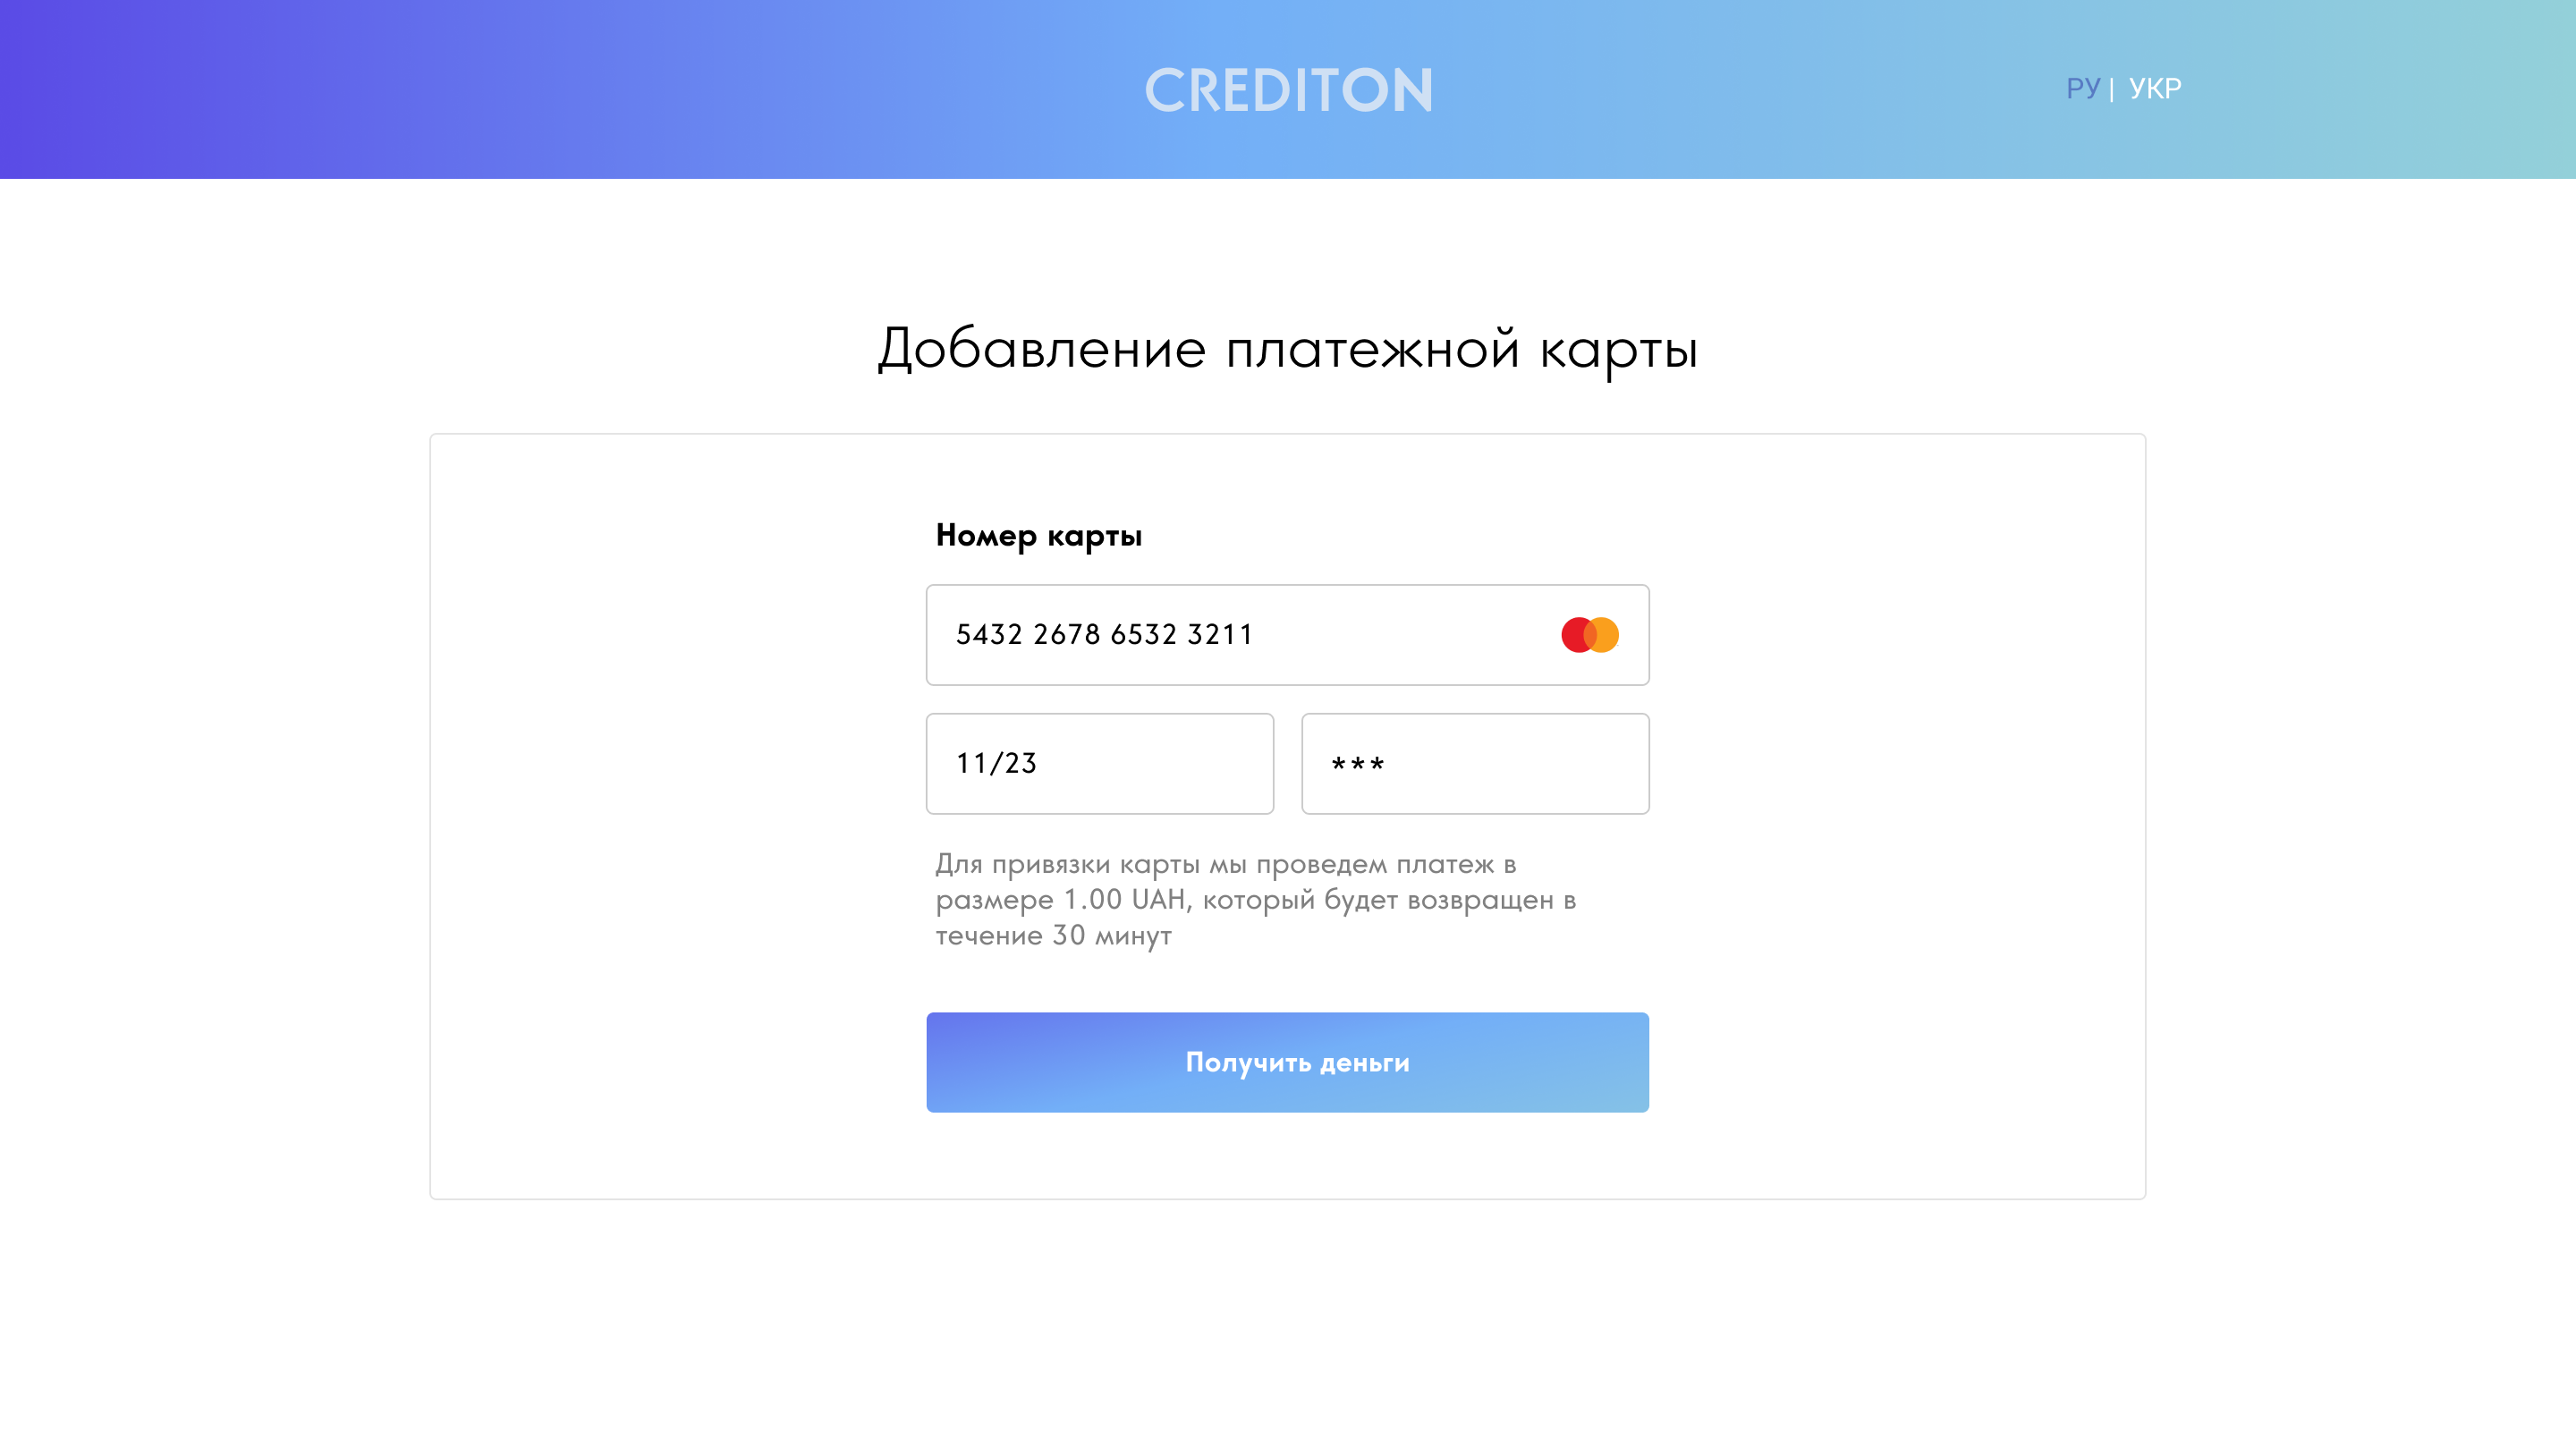 CREDITON
РУ | УКР
Добавление платежной карты
Номер карты
5432 2678 6532 3211
11/23
***
Для привязки карты мы проведем платеж в
размере 1.00 UAH, который будет возвращен в
течение 30 минут
Получить деньги